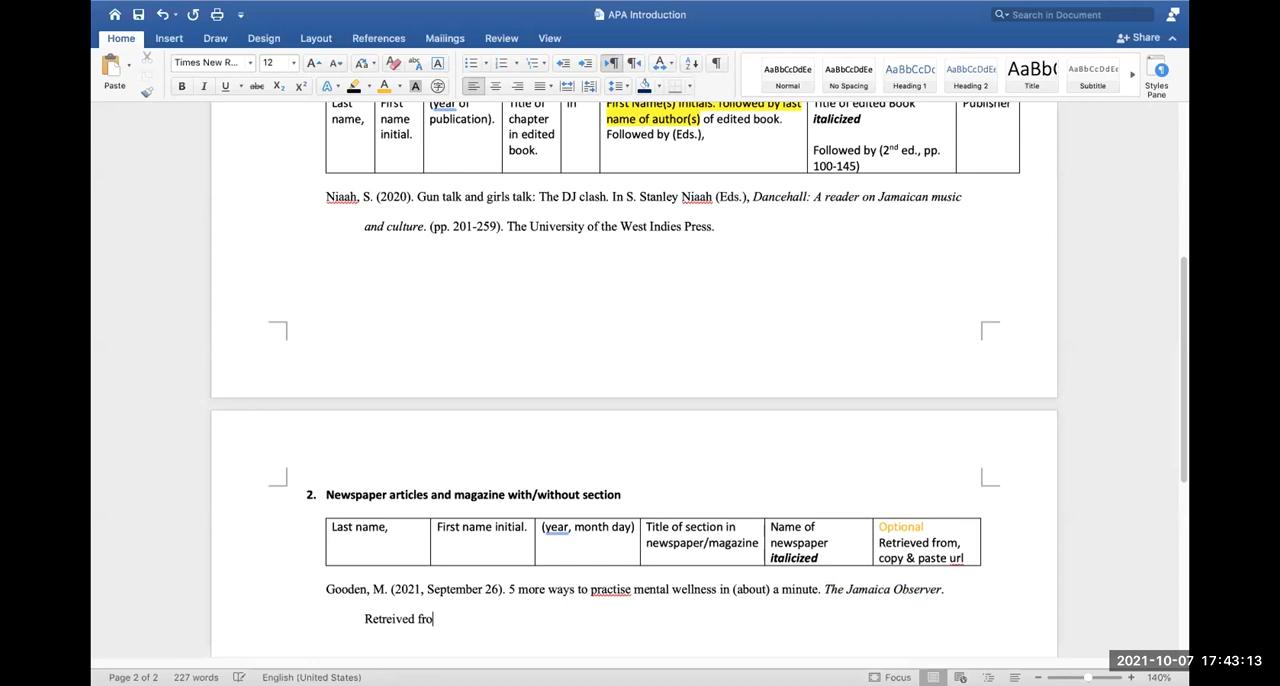 APA Introduction
Search in Document
Home Insert Draw Design Layout References Mailings Review View
Share
Paste
Times New R... 12
B I U abc X₂ X²
AaBbCcDdEe AaBbCcDdEe AaBbCcDc AaBbCcDdEe AaBb( AaBbCcDdEe
Normal No Spacing Heading 1 Heading 2 Title Subtitle
Styles Pane
Last name,
First name initial.
(year of publication).
Title of chapter in edited book.
In
First Name(s) Initials. followed by last name of author(s) of edited book. Followed by (Eds.),
Title of edited Book italicized
Followed by (2nd ed., pp. 100-145)
Publisher
Njaah, S. (2020). Gun talk and girls talk: The DJ clash. In S. Stanley Niaah (Eds.), Dancehall: A reader on Jamaican music
and culture. (pp. 201-259). The University of the West Indies Press.
2. Newspaper articles and magazine with/without section
Last name,
First name initial.
(year, month day)
Title of section in newspaper/magazine
Name of newspaper italicized
Optional
Retrieved from, copy & paste url
Gooden, M. (2021, September 26). 5 more ways to practise mental wellness in (about) a minute. The Jamaica Observer.
Retreived fro
2021-10-07 17:43:13
Page 2 of 2 227 words English (United States) Focus 140%